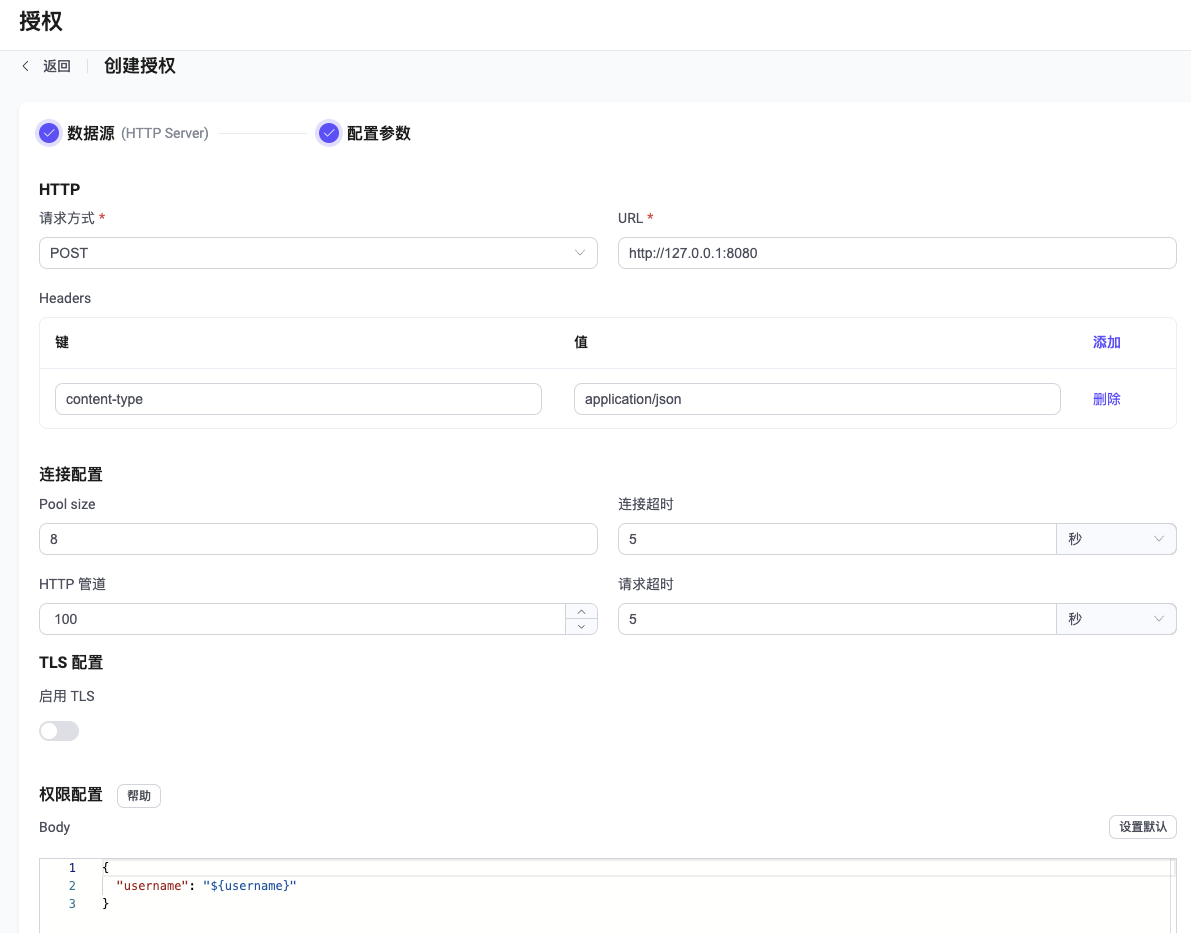 授权
返回 创建授权
数据源 (HTTP Server) 配置参数
HTTP
请求方式 * URL *
POST http://127.0.0.1:8080
Headers
键 值 添加
content-type application/json 删除
连接配置
Pool size 连接超时
8 5 秒
HTTP 管道 请求超时
100 5 秒
TLS 配置
启用 TLS
权限配置 帮助
Body 设置默认
1 {
2 "username": "${username}"
3 }